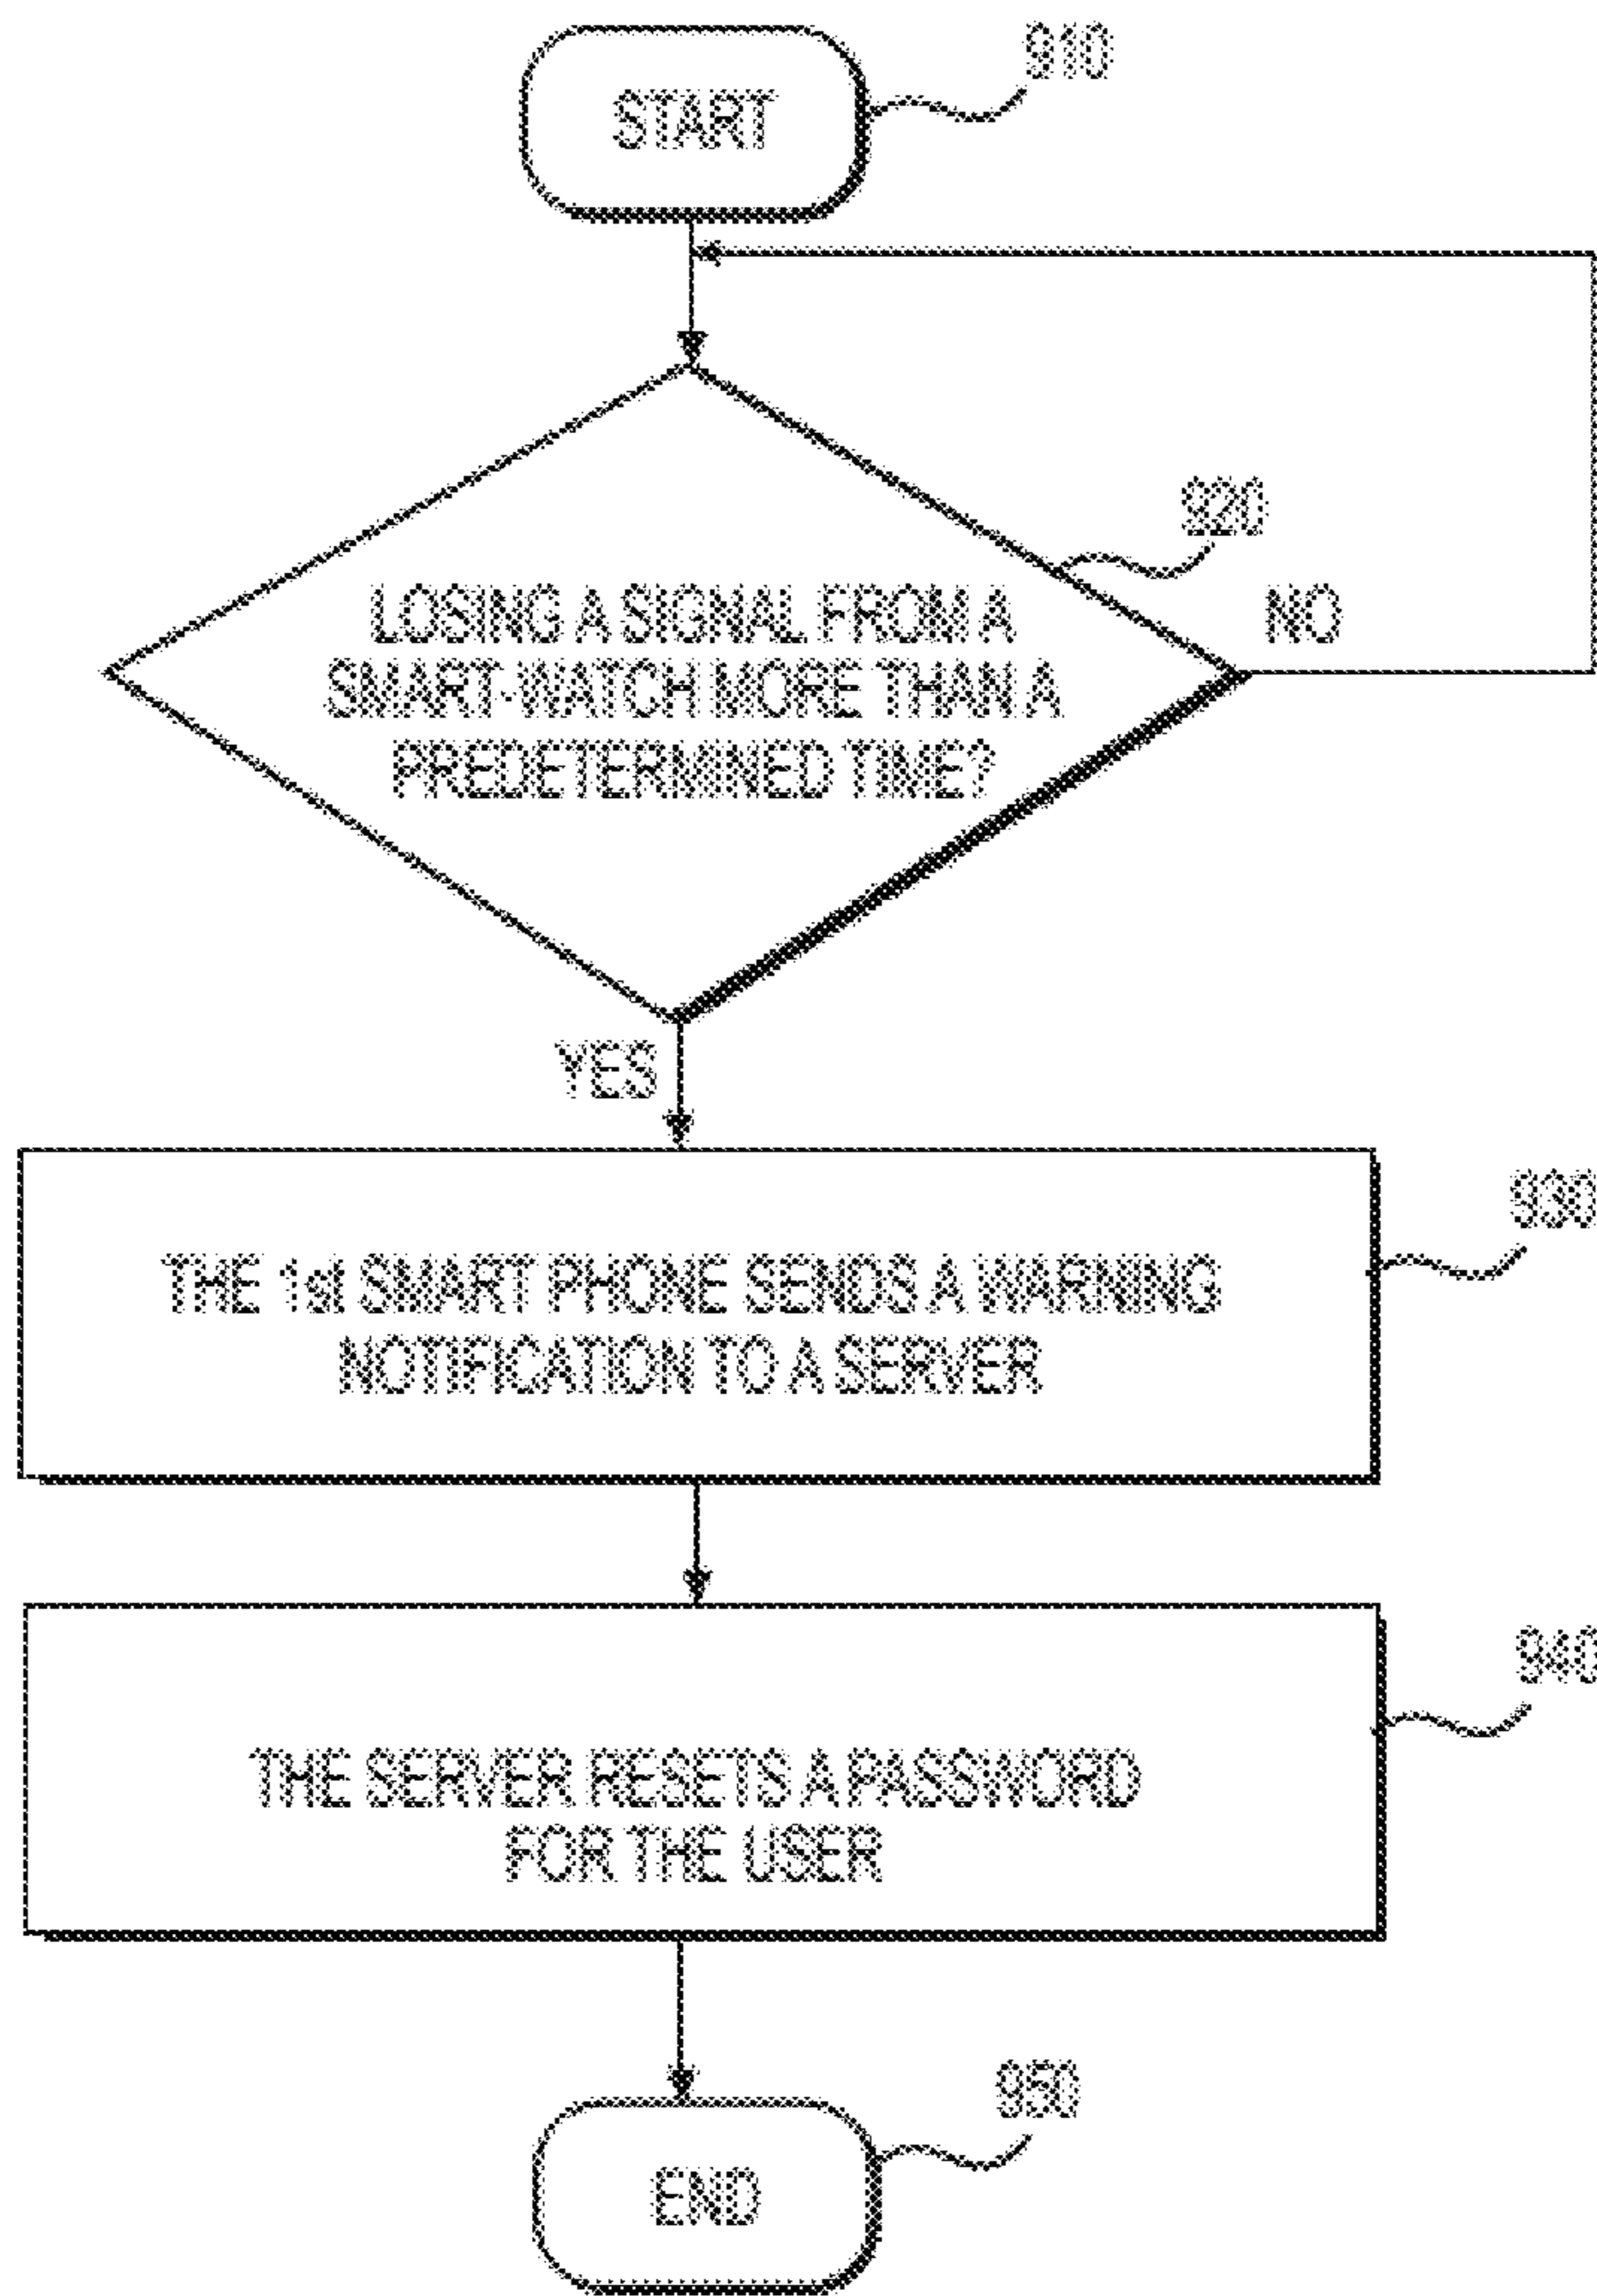 910
START
920
LOSING A SIGNAL FROM A
SMART-WATCH MORE THAN A
PREDETERMINED TIME?
NO
YES
930
THE 1st SMART PHONE SENDS A WARNING
NOTIFICATION TO A SERVER
940
THE SERVER RESETS A PASSWORD
FOR THE USER
950
END